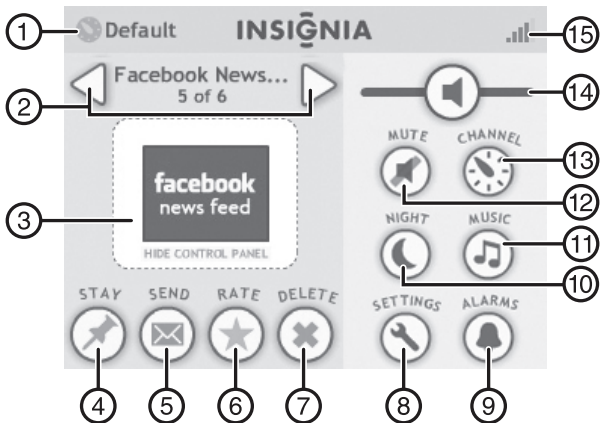 1 Default INSIGNIA 15
2 Facebook News... 14
5 of 6
MUTE CHANNEL 13
3 facebook
news feed 12
NIGHT MUSIC 11
HIDE CONTROL PANEL 10
STAY SEND RATE DELETE SETTINGS ALARMS
4 5 6 7 8 9